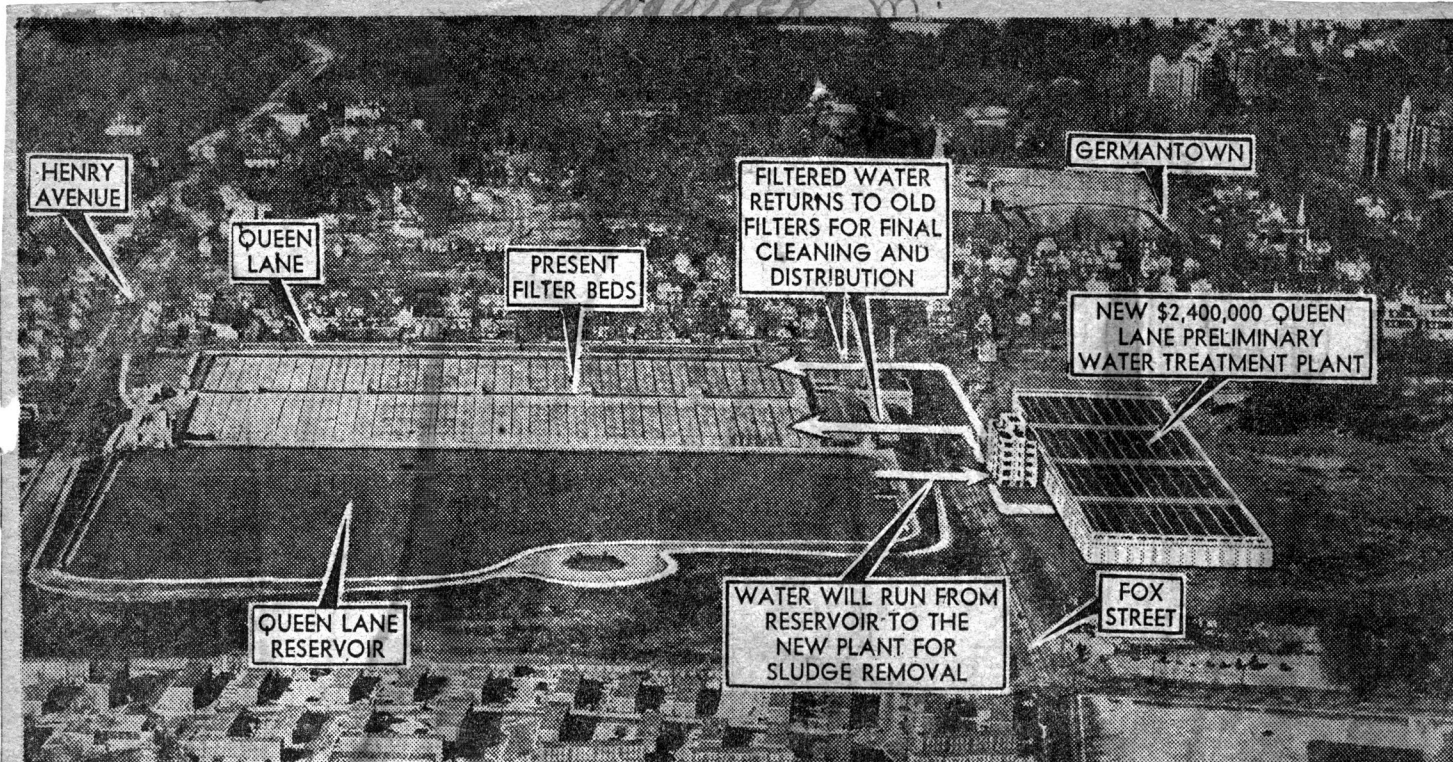 INQUIRER
HENRY
AVENUE
QUEEN
LANE
PRESENT
FILTER BEDS
FILTERED WATER
RETURNS TO OLD
FILTERS FOR FINAL
CLEANING AND
DISTRIBUTION
GERMANTOWN
NEW $2,400,000 QUEEN
LANE PRELIMINARY
WATER TREATMENT PLANT
QUEEN LANE
RESERVOIR
WATER WILL RUN FROM
RESERVOIR TO THE
NEW PLANT FOR
SLUDGE REMOVAL
FOX
STREET